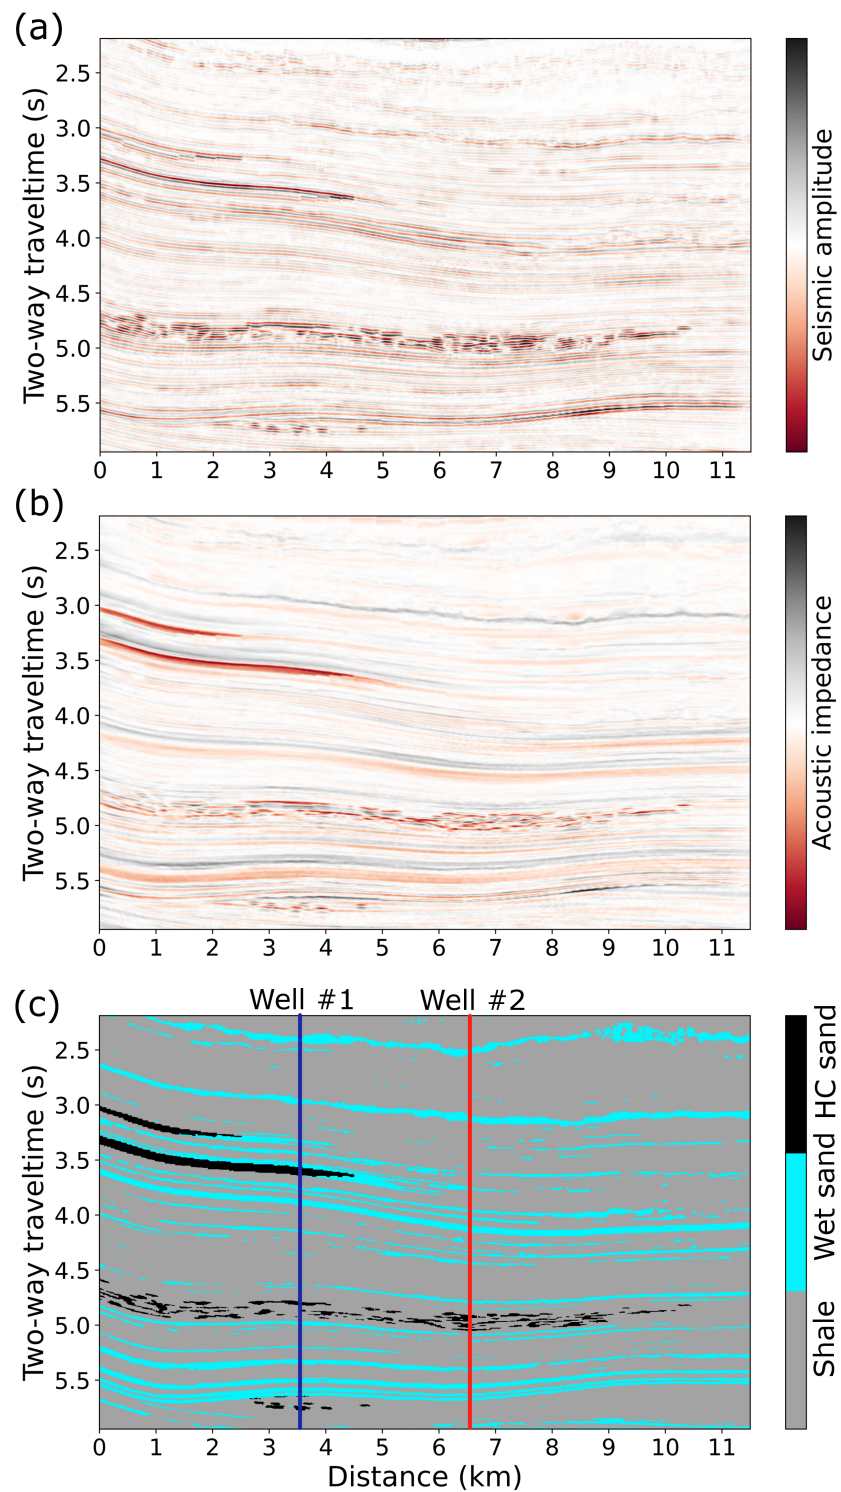 (a)
2.5
3.0
3.5
4.0
4.5
5.0
5.5
Two-way traveltime (s)
0 1 2 3 4 5 6 7 8 9 10 11
Seismic amplitude
(b)
2.5
3.0
3.5
4.0
4.5
5.0
5.5
Two-way traveltime (s)
0 1 2 3 4 5 6 7 8 9 10 11
Acoustic impedance
(c)
Well #1 Well #2
2.5
3.0
3.5
4.0
4.5
5.0
5.5
Two-way traveltime (s)
0 1 2 3 4 5 6 7 8 9 10 11
Distance (km)
Shale Wet sand HC sand